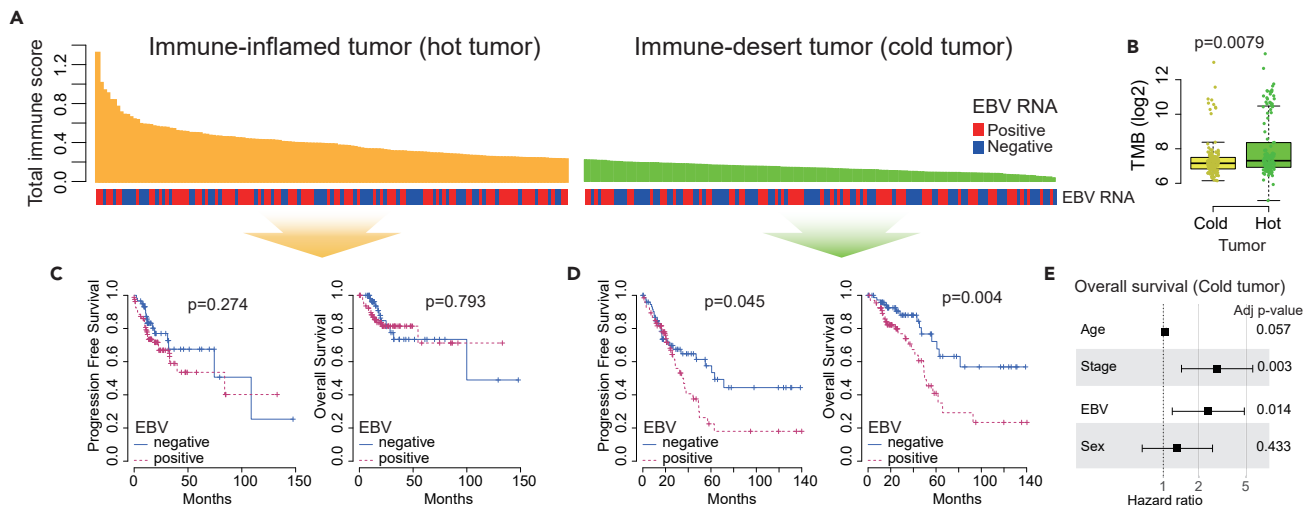 A
Immune-inflamed tumor (hot tumor)
Immune-desert tumor (cold tumor)
Total immune score
1.2
0.8
0.4
0.0
EBV RNA
Positive
Negative
EBV RNA
B
p=0.0079
TMB (log2)
12
10
8
6
Cold
Hot
Tumor
C
Progression Free Survival
1.0
0.8
0.6
0.4
0.2
0.0
p=0.274
EBV
negative
positive
0
50
100
150
Months
Overall Survival
1.0
0.8
0.6
0.4
0.2
0.0
p=0.793
EBV
negative
positive
0
50
100
150
Months
D
Progression Free Survival
1.0
0.8
0.6
0.4
0.2
0.0
p=0.045
EBV
negative
positive
0
20
60
100
140
Months
Overall Survival
1.0
0.8
0.6
0.4
0.2
0.0
p=0.004
EBV
negative
positive
0
20
60
100
140
Months
E
Overall survival (Cold tumor)
Adj p-value
Age
0.057
Stage
0.003
EBV
0.014
Sex
0.433
1
2
5
Hazard ratio